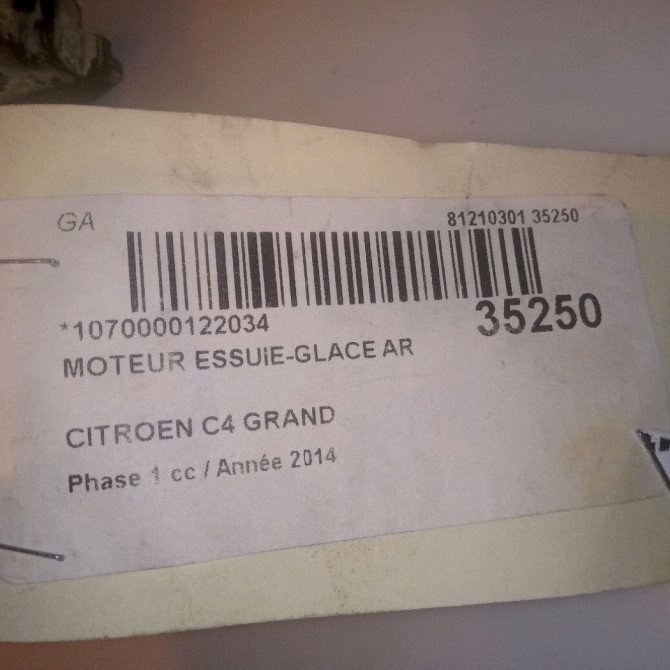 GA
81210301 35250
*1070000122034
35250
MOTEUR ESSUiE-GLACE AR
CITROEN C4 GRAND
Phase 1 cc / Année 2014